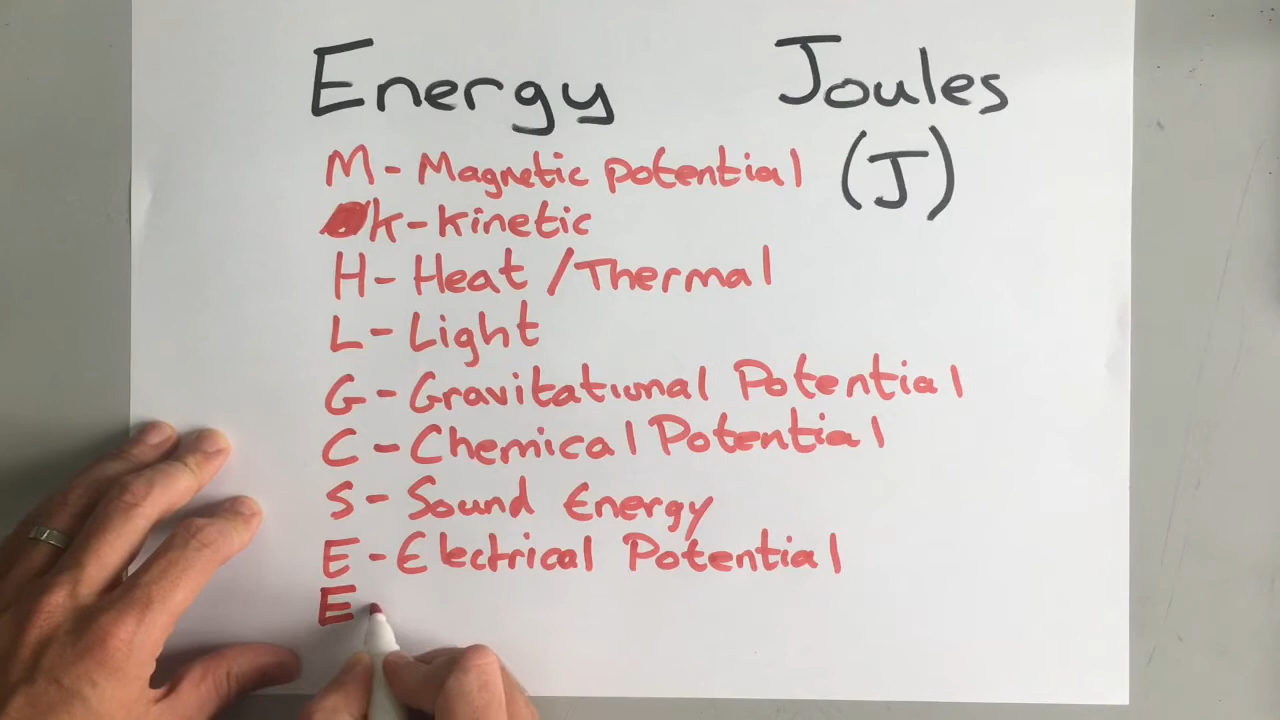 Energy Joules
(J)
M - Magnetic potential
K - Kinetic
H - Heat / Thermal
L - Light
G - Gravitational Potential
C - Chemical Potential
S - Sound Energy
E - Electrical Potential
E